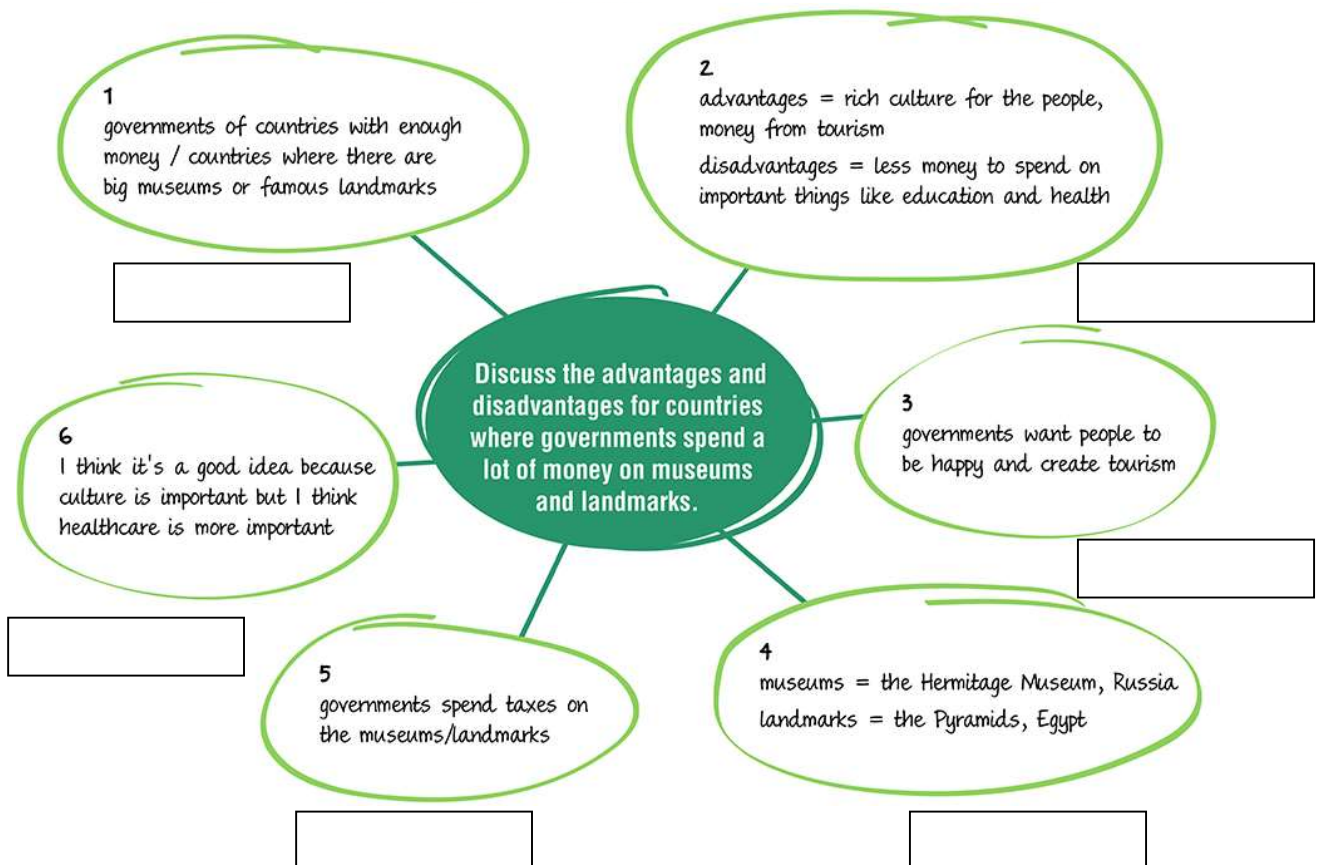 1
governments of countries with enough
money / countries where there are
big museums or famous landmarks
2
advantages = rich culture for the people,
money from tourism
disadvantages = less money to spend on
important things like education and health
Discuss the advantages and
disadvantages for countries
where governments spend a
lot of money on museums
and landmarks.
3
governments want people to
be happy and create tourism
6
I think it's a good idea because
culture is important but I think
healthcare is more important
5
governments spend taxes on
the museums/landmarks
4
museums = the Hermitage Museum, Russia
landmarks = the Pyramids, Egypt